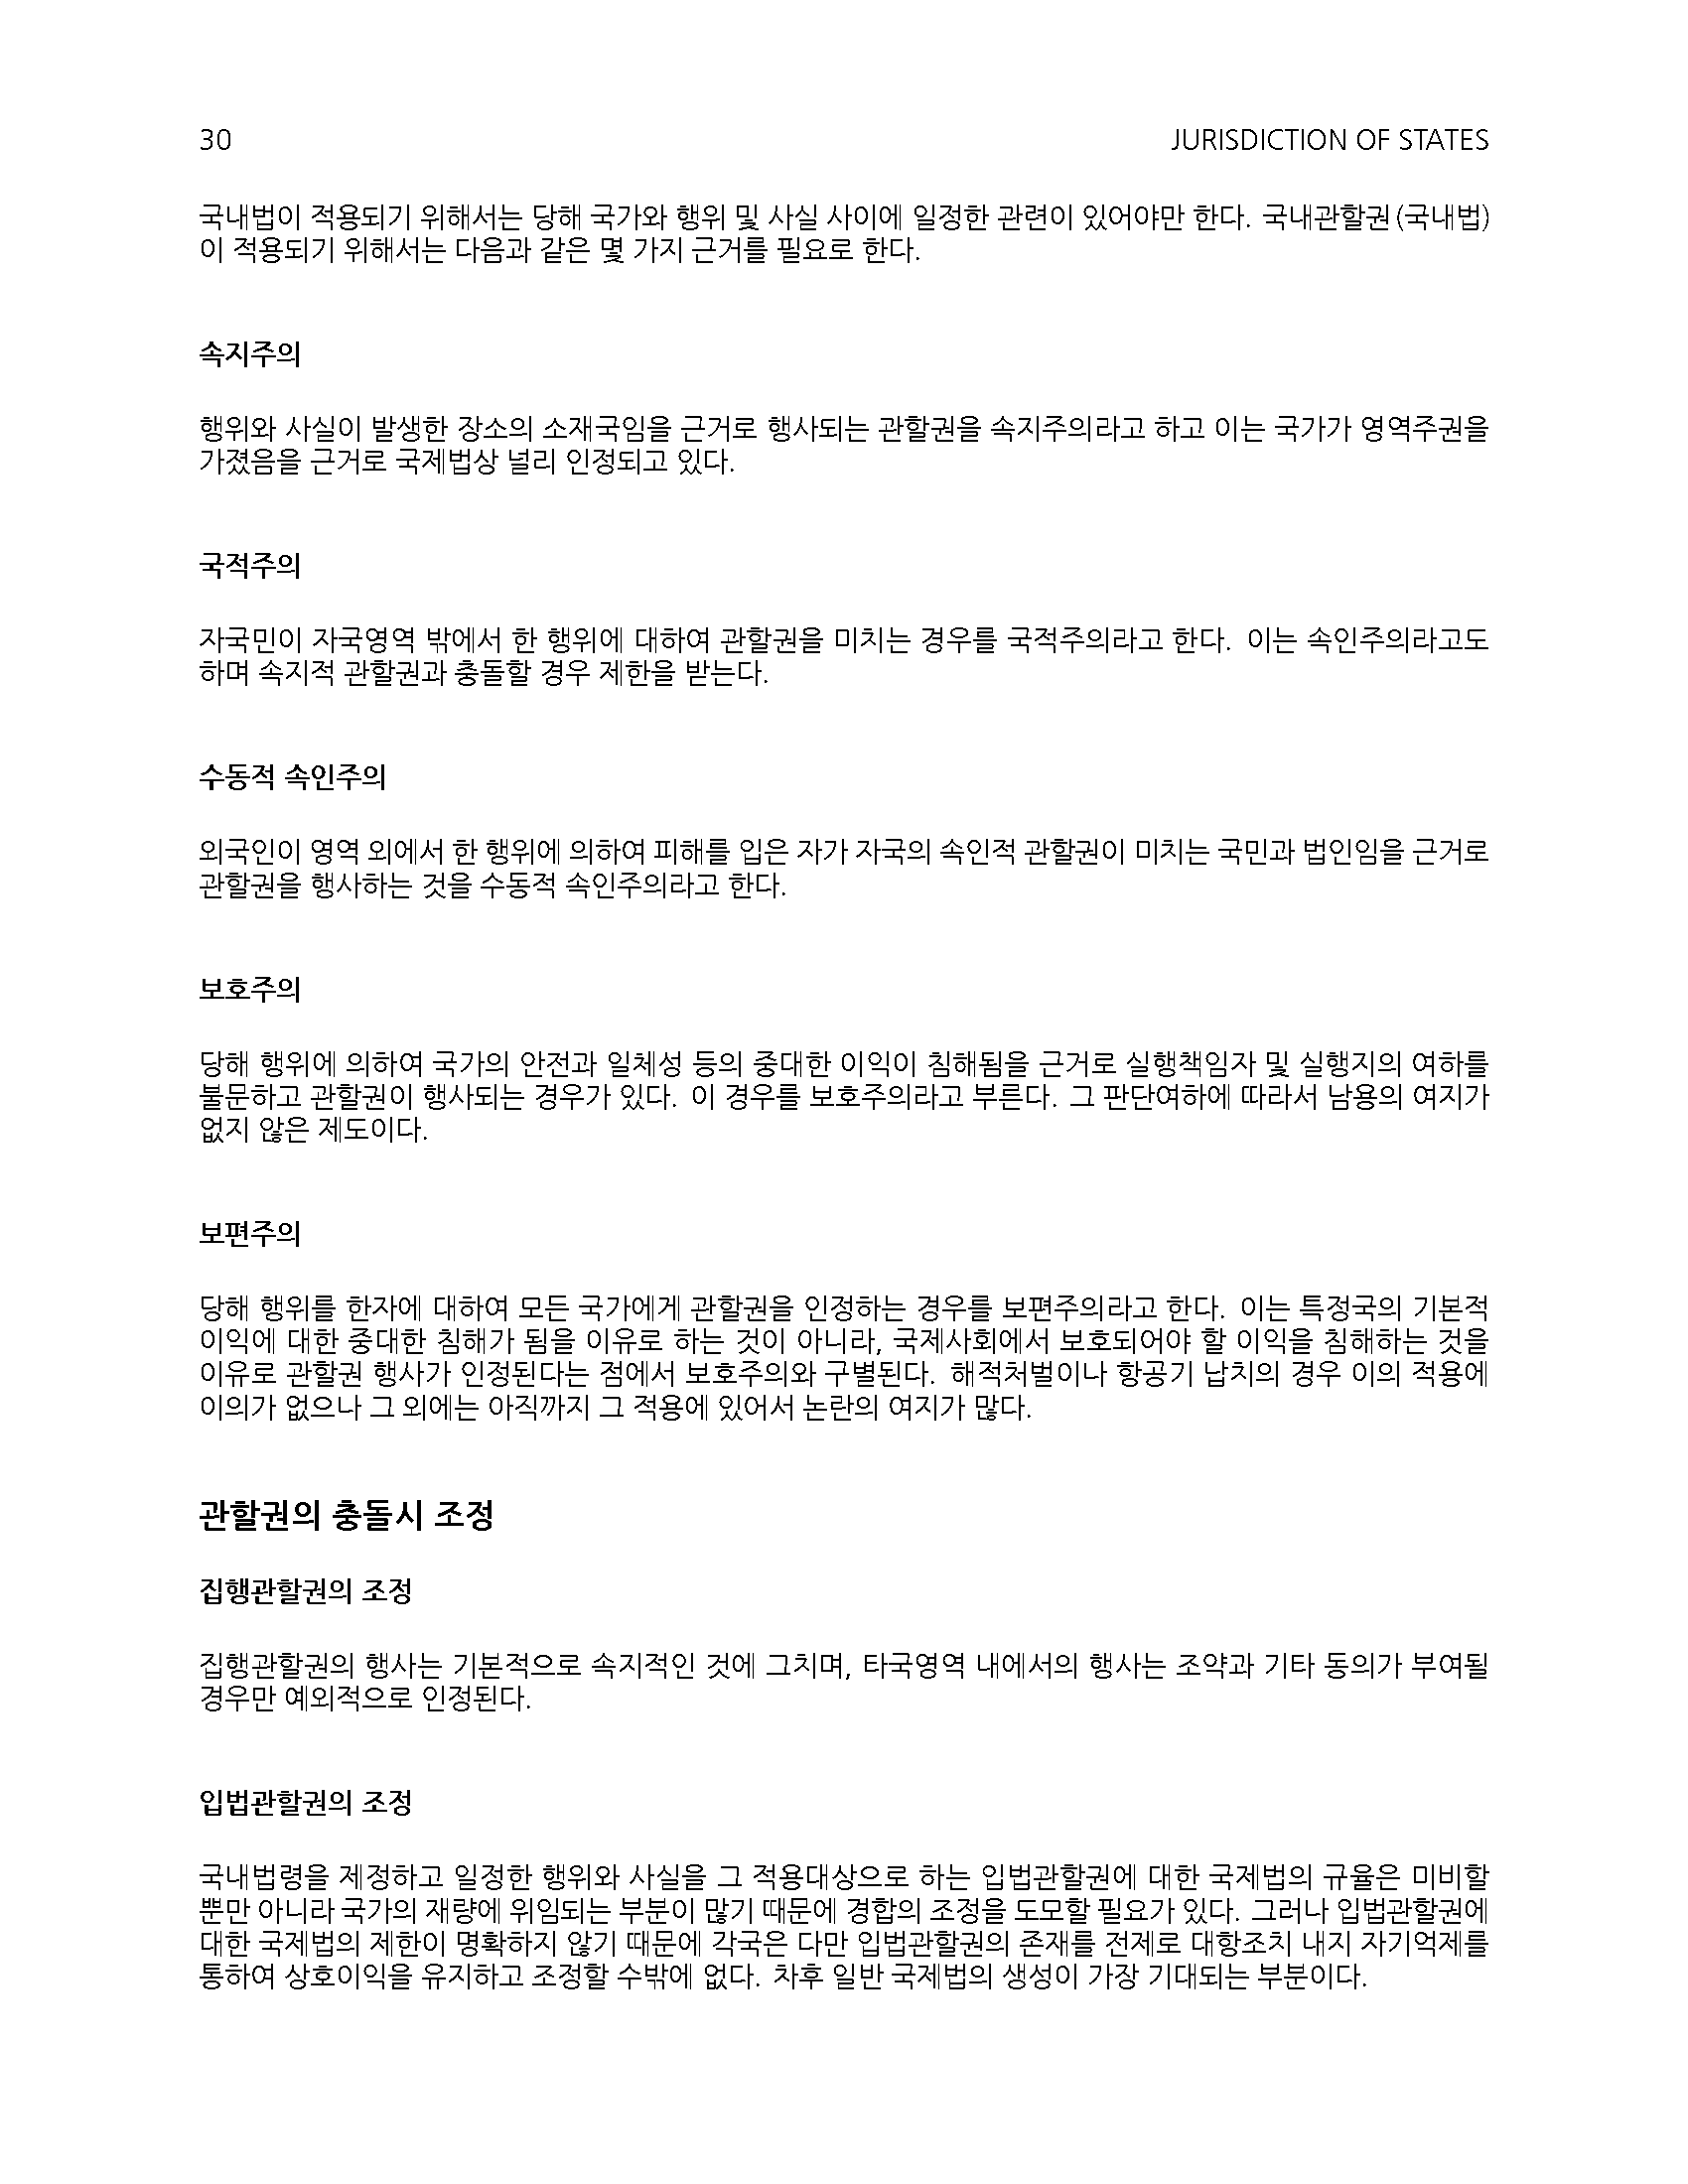 30 JURISDICTION OF STATES
국내법이 적용되기 위해서는 당해 국가와 행위 및 사실 사이에 일정한 관련이 있어야만 한다. 국내관할권(국내법)
이 적용되기 위해서는 다음과 같은 몇 가지 근거를 필요로 한다.
속지주의
행위와 사실이 발생한 장소의 소재국임을 근거로 행사되는 관할권을 속지주의라고 하고 이는 국가가 영역주권을
가졌음을 근거로 국제법상 널리 인정되고 있다.
국적주의
자국민이 자국영역 밖에서 한 행위에 대하여 관할권을 미치는 경우를 국적주의라고 한다. 이는 속인주의라고도
하며 속지적 관할권과 충돌할 경우 제한을 받는다.
수동적 속인주의
외국인이 영역 외에서 한 행위에 의하여 피해를 입은 자가 자국의 속인적 관할권이 미치는 국민과 법인임을 근거로
관할권을 행사하는 것을 수동적 속인주의라고 한다.
보호주의
당해 행위에 의하여 국가의 안전과 일체성 등의 중대한 이익이 침해됨을 근거로 실행책임자 및 실행지의 여하를
불문하고 관할권이 행사되는 경우가 있다. 이 경우를 보호주의라고 부른다. 그 판단여하에 따라서 남용의 여지가
없지 않은 제도이다.
보편주의
당해 행위를 한자에 대하여 모든 국가에게 관할권을 인정하는 경우를 보편주의라고 한다. 이는 특정국의 기본적
이익에 대한 중대한 침해가 됨을 이유로 하는 것이 아니라, 국제사회에서 보호되어야 할 이익을 침해하는 것을
이유로 관할권 행사가 인정된다는 점에서 보호주의와 구별된다. 해적처벌이나 항공기 납치의 경우 이의 적용에
이의가 없으나 그 외에는 아직까지 그 적용에 있어서 논란의 여지가 많다.
관할권의 충돌시 조정
집행관할권의 조정
집행관할권의 행사는 기본적으로 속지적인 것에 그치며, 타국영역 내에서의 행사는 조약과 기타 동의가 부여될
경우만 예외적으로 인정된다.
입법관할권의 조정
국내법령을 제정하고 일정한 행위와 사실을 그 적용대상으로 하는 입법관할권에 대한 국제법의 규율은 미비할
뿐만 아니라 국가의 재량에 위임되는 부분이 많기 때문에 경합의 조정을 도모할 필요가 있다. 그러나 입법관할권에
대한 국제법의 제한이 명확하지 않기 때문에 각국은 다만 입법관할권의 존재를 전제로 대항조치 내지 자기억제를
통하여 상호이익을 유지하고 조정할 수밖에 없다. 차후 일반 국제법의 생성이 가장 기대되는 부분이다.